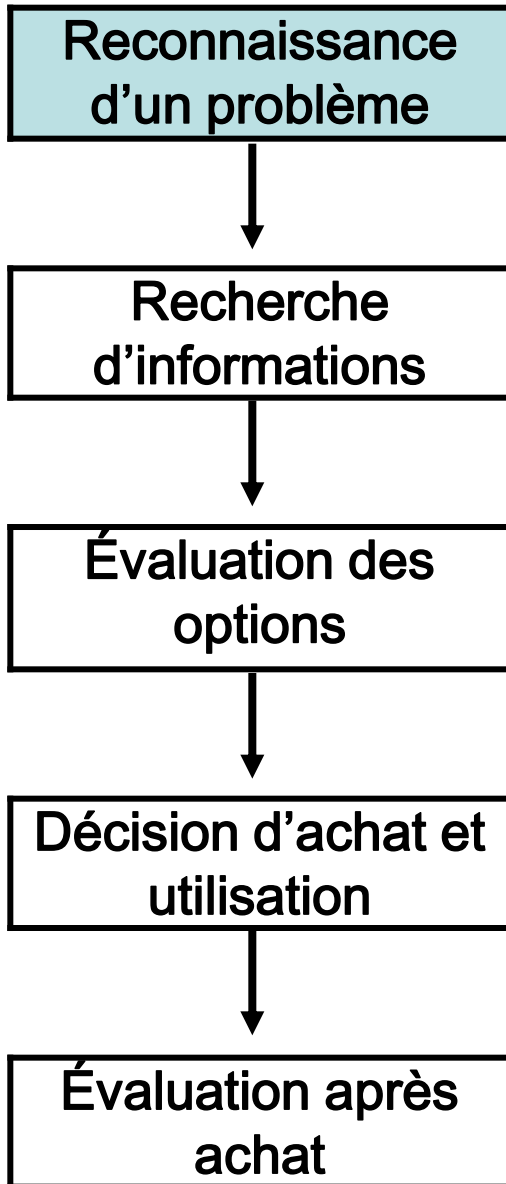 Reconnaissance
d’un problème
Recherche
d’informations
Évaluation des
options
Décision d’achat et
utilisation
Évaluation après
achat